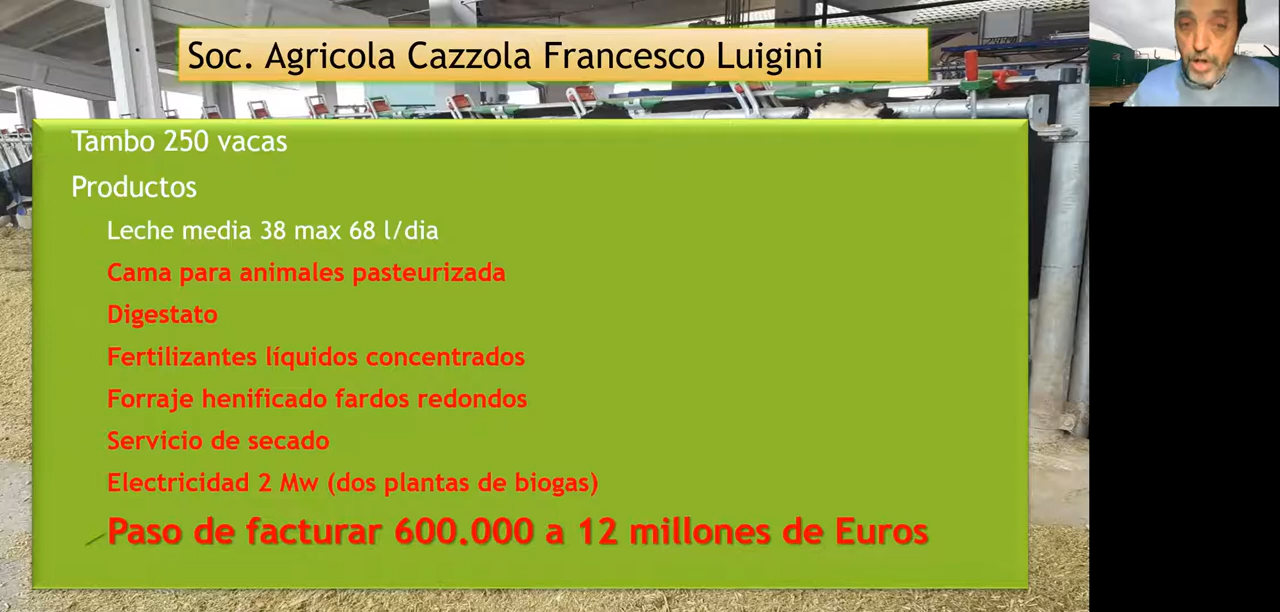 Soc. Agricola Cazzola Francesco Luigini
Tambo 250 vacas
Productos
Leche media 38 max 68 l/dia
Cama para animales pasteurizada
Digestato
Fertilizantes líquidos concentrados
Forraje henificado fardos redondos
Servicio de secado
Electricidad 2 Mw (dos plantas de biogas)
Paso de facturar 600.000 a 12 millones de Euros